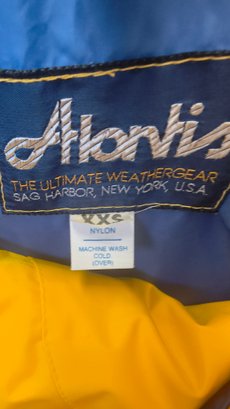 Atlantis
THE ULTIMATE WEATHERGEAR
SAG HARBOR, NEW YORK, U.S.A.
XXS
NYLON
MACHINE WASH
COLD
(OVER)